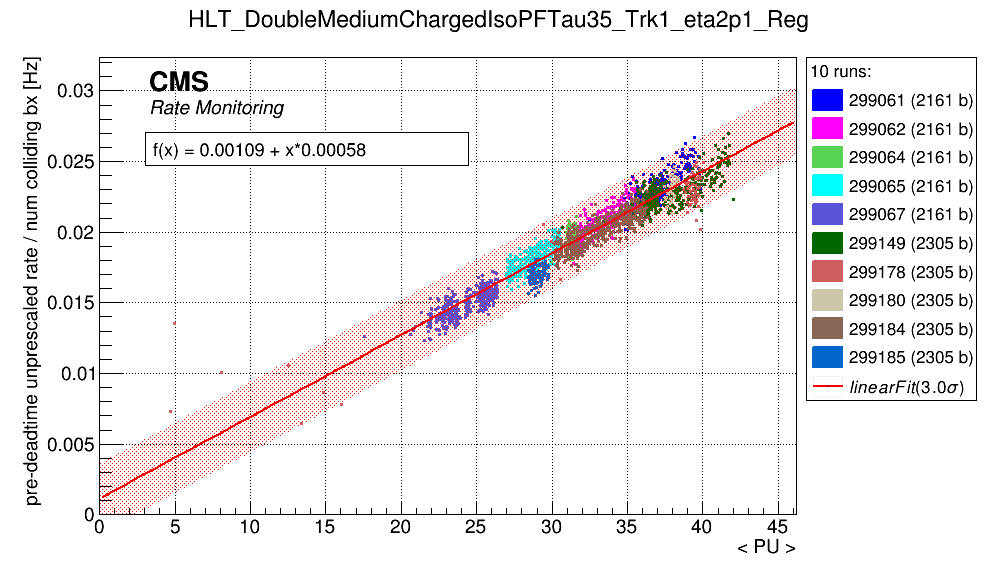 HLT_DoubleMediumChargedIsoPFTau35_Trk1_eta2p1_Reg
pre-deadtime unprescaled rate / num colliding bx [Hz]
CMS
Rate Monitoring
f(x) = 0.00109 + x*0.00058
0.03
0.025
0.02
0.015
0.01
0.005
0
0 5 10 15 20 25 30 35 40 45
< PU >
10 runs:
299061 (2161 b)
299062 (2161 b)
299064 (2161 b)
299065 (2161 b)
299067 (2161 b)
299149 (2305 b)
299178 (2305 b)
299180 (2305 b)
299184 (2305 b)
299185 (2305 b)
linearFit(3.0σ)